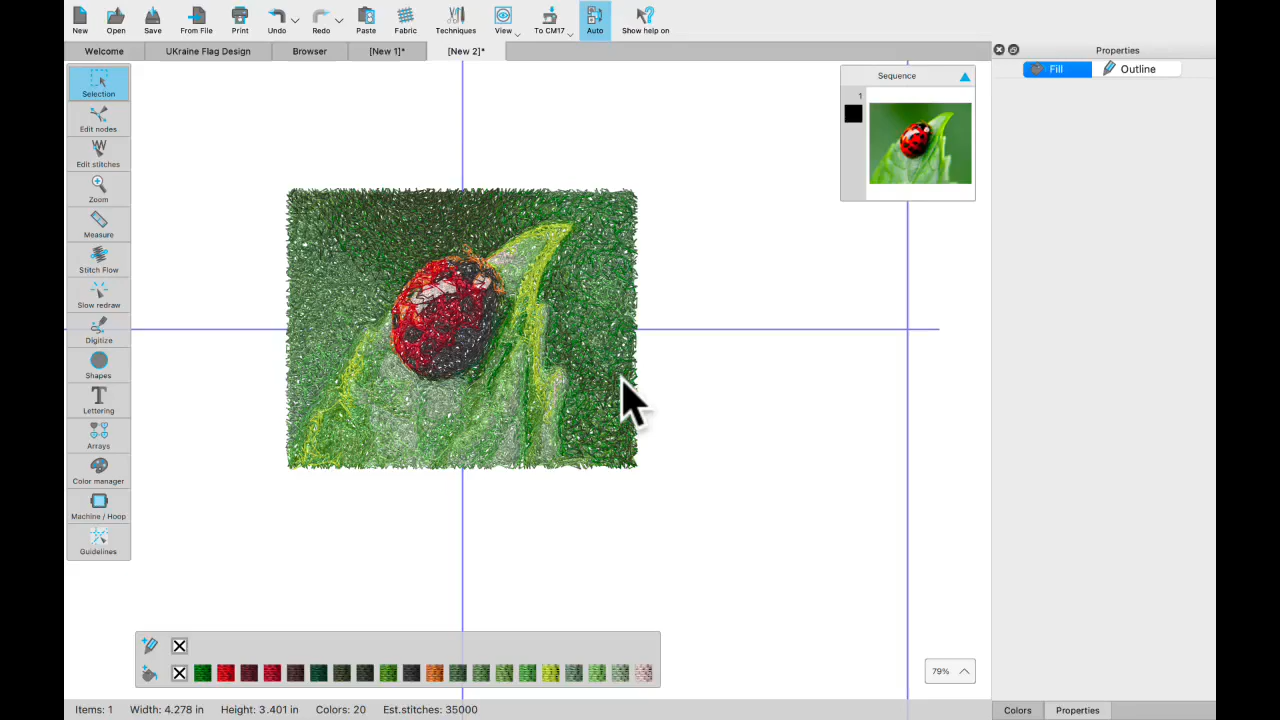 New Open Save From File Print Undo Redo Paste Fabric Techniques View To CM17 Auto Show help on
Welcome UKraine Flag Design Browser [New 1]* [New 2]* Properties
Fill Outline
Sequence
1
Selection
Edit nodes
Edit stitches
Zoom
Measure
Stitch Flow
Slow redraw
Digitize
Shapes
Lettering
Arrays
Color manager
Machine / Hoop
Guidelines
79%
Items: 1 Width: 4.278 in Height: 3.401 in Colors: 20 Est.stitches: 35000 Colors Properties